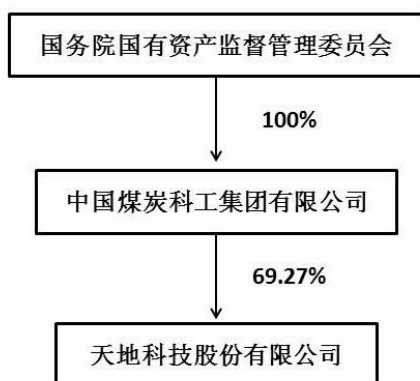 国务院国有资产监督管理委员会
100%
中国煤炭科工集团有限公司
69.27%
天地科技股份有限公司